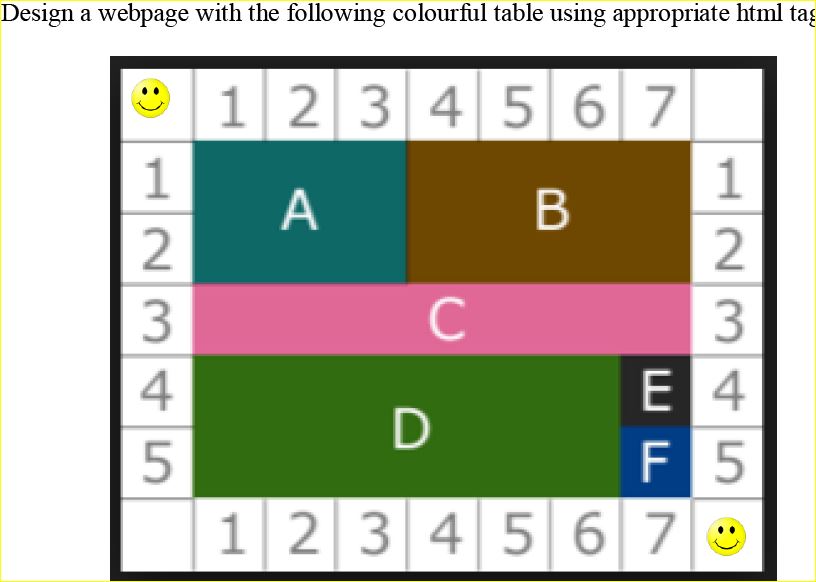 Design a webpage with the following colourful table using appropriate html
1 2 3 4 5 6 7
1 A B 1
2 2
3 C 3
4 E 4
D
5 F 5
1 2 3 4 5 6 7